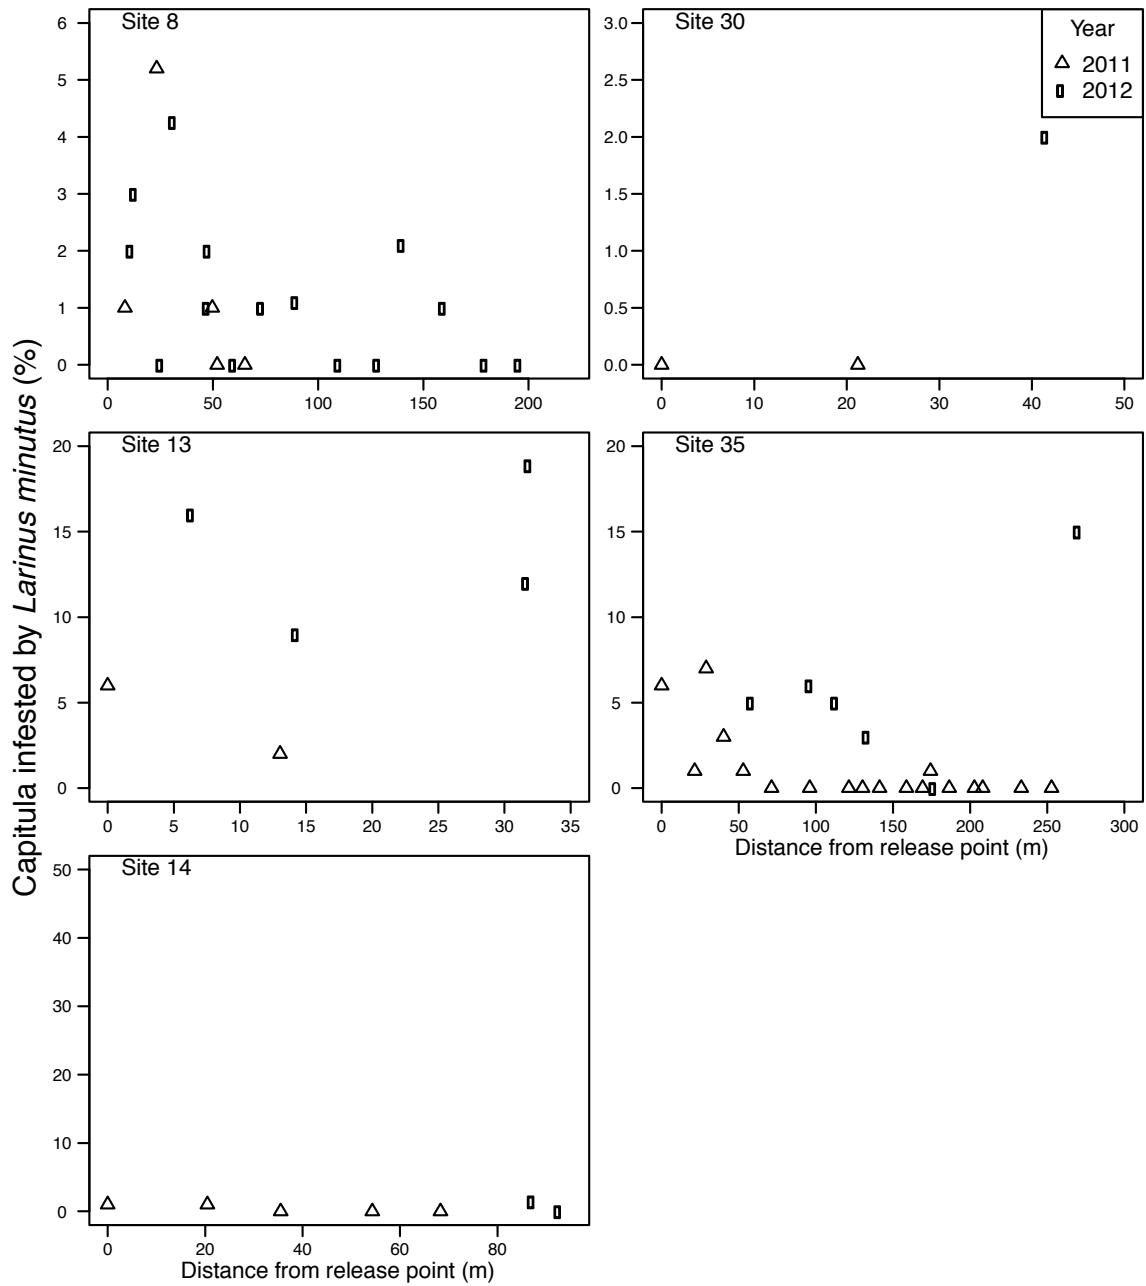 Capitula infested by Larinus minutus (%)
Site 8
6
5
4
3
2
1
0
0 50 100 150 200
Site 30
3.0
2.5
2.0
1.5
1.0
0.5
0.0
0 10 20 30 40 50
Year
2011
2012
Site 13
20
15
10
5
0
0 5 10 15 20 25 30 35
Site 35
20
15
10
5
0
0 50 100 150 200 250 300
Distance from release point (m)
Site 14
50
40
30
20
10
0
0 20 40 60 80
Distance from release point (m)